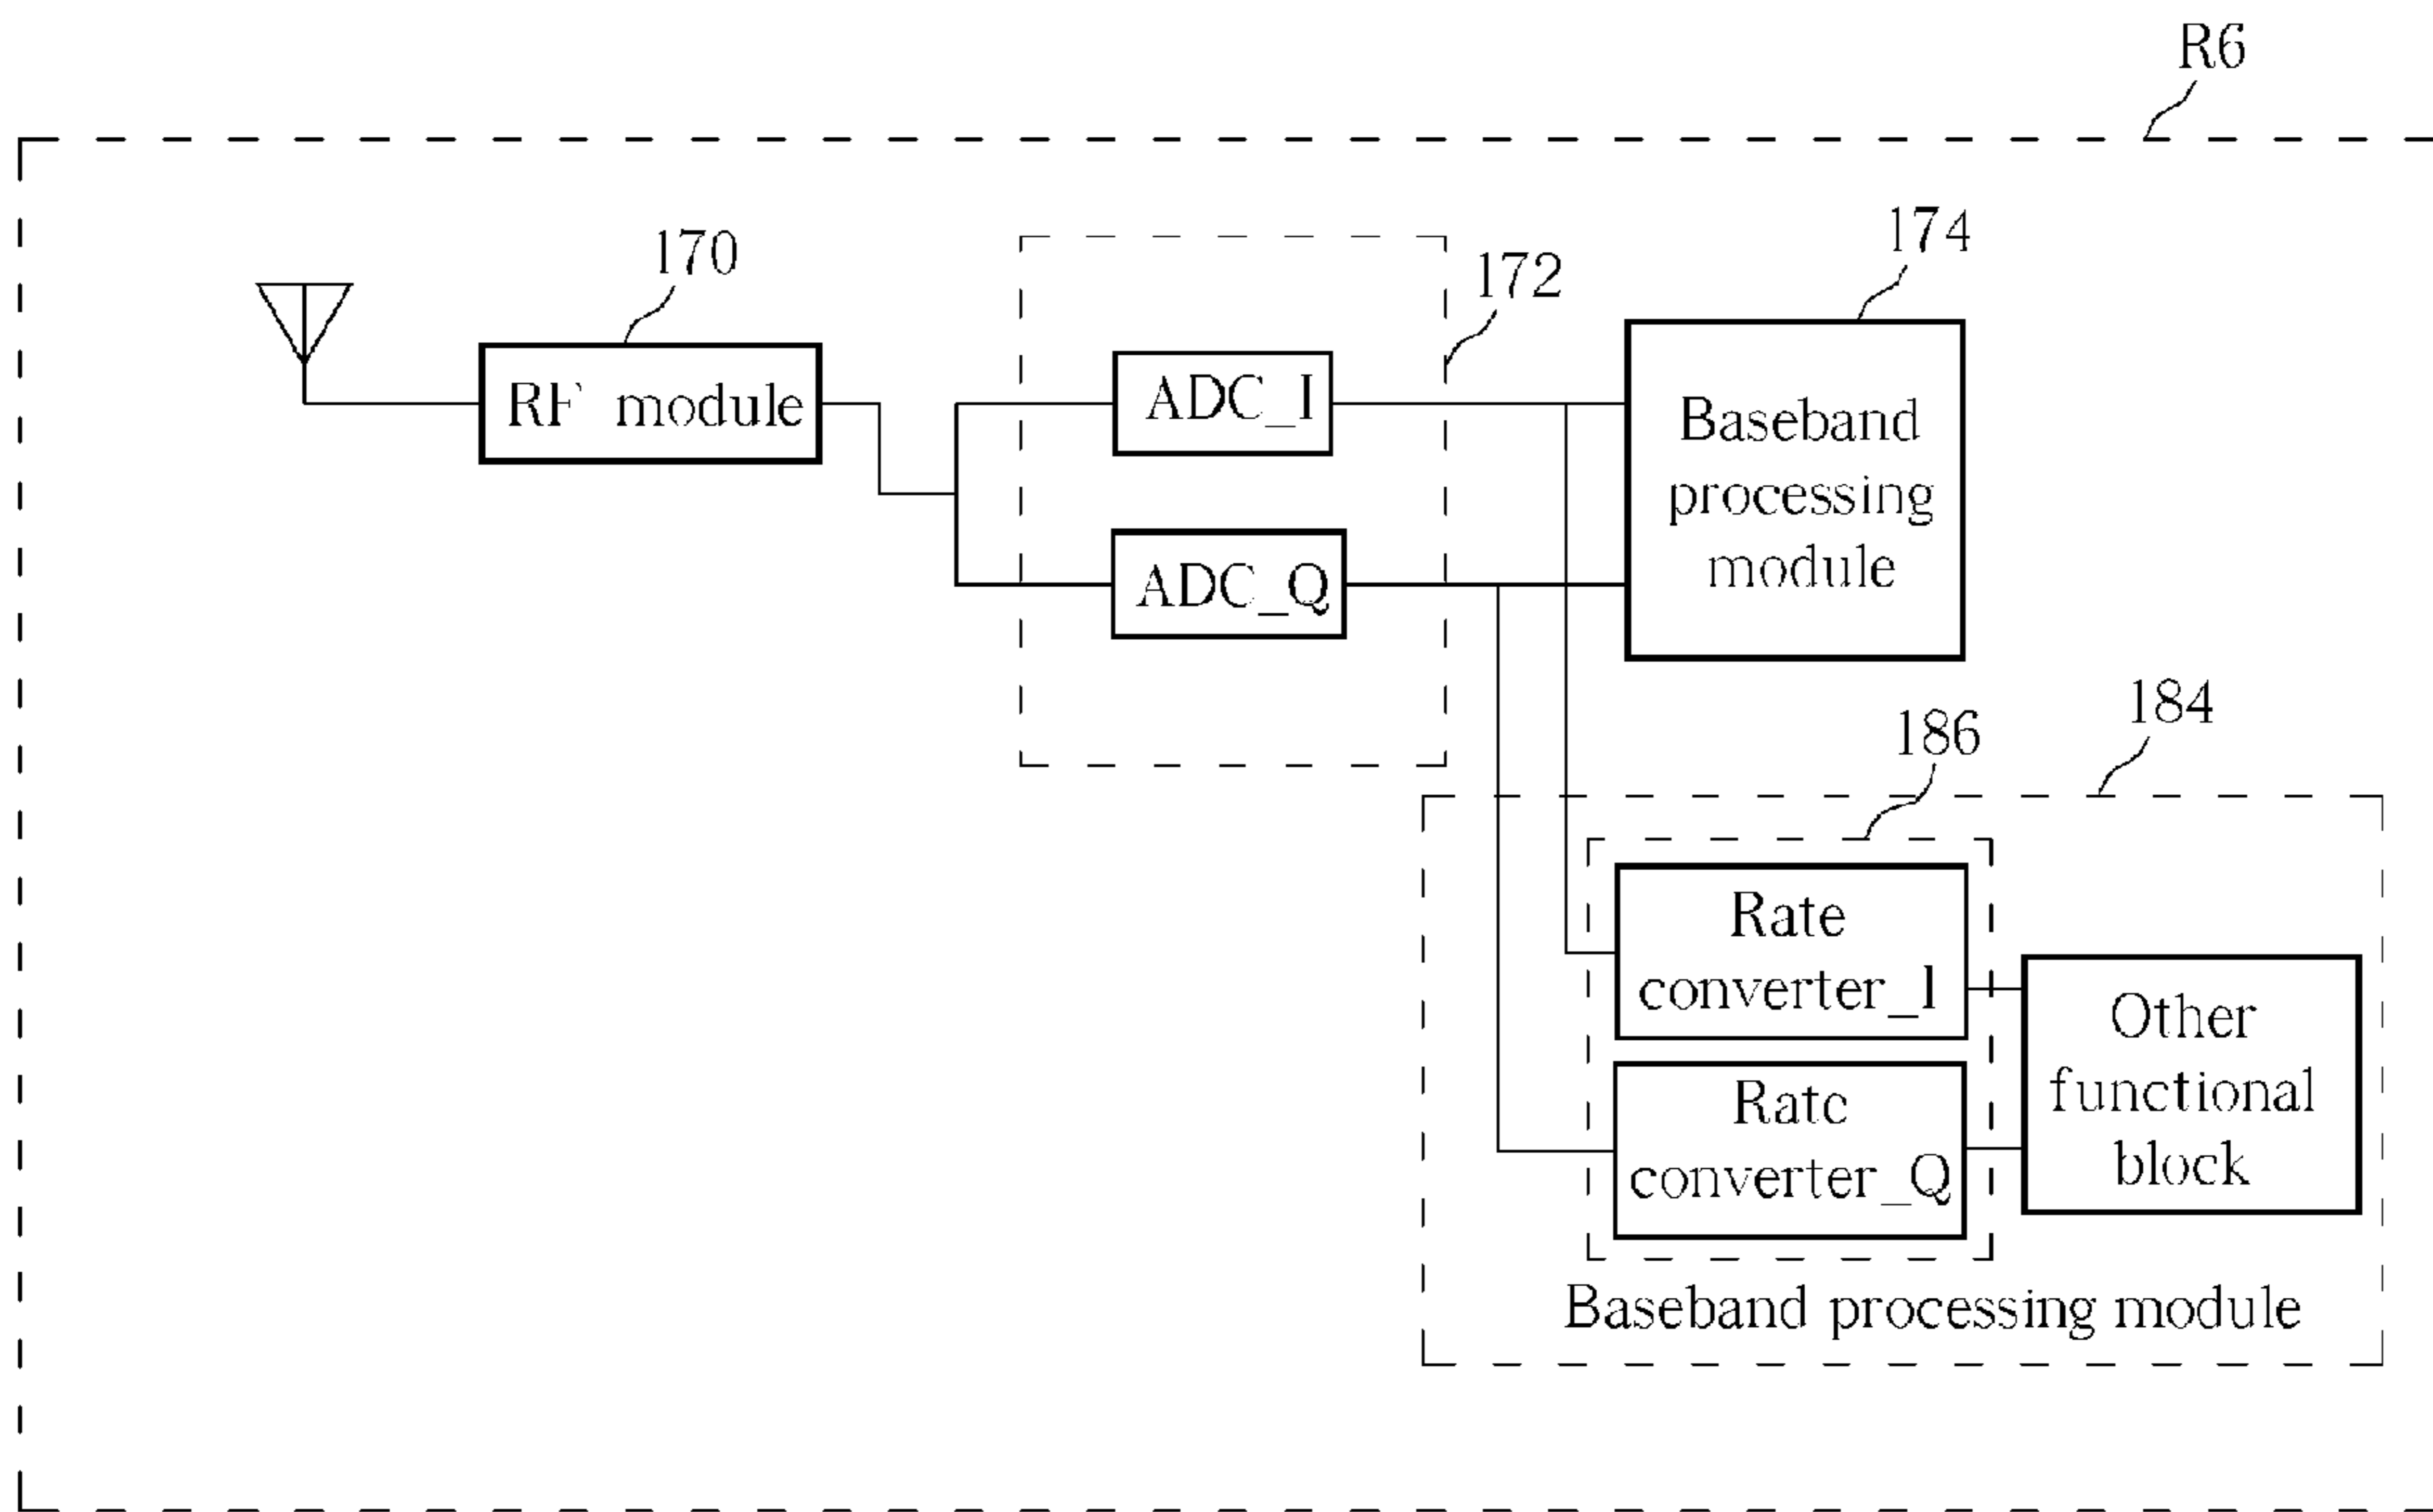 R6
170
172
174
RF module
ADC_I
ADC_Q
Baseband
processing
module
184
186
Rate
converter_I
Rate
converter_Q
Other
functional
block
Baseband processing module